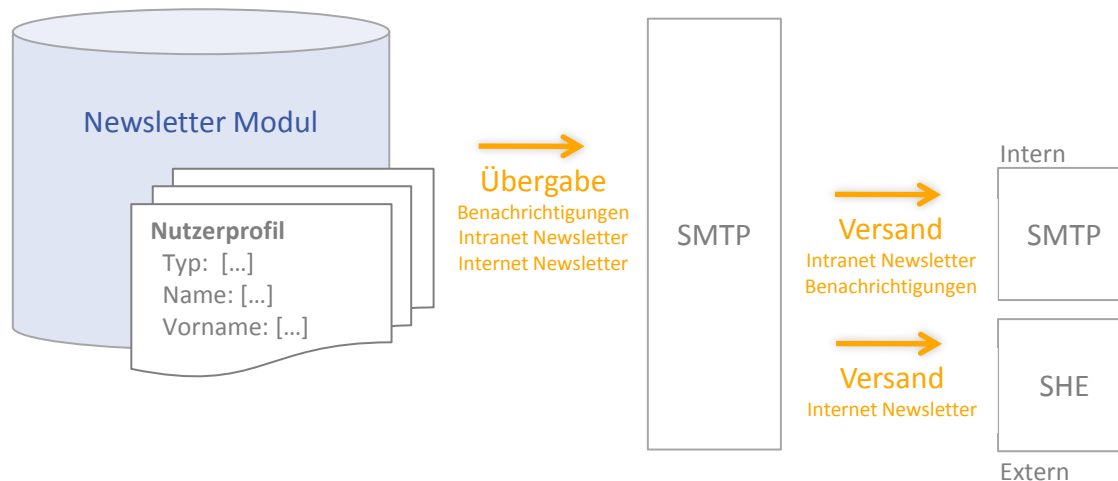 Newsletter Modul
Nutzerprofil
Typ: […]
Name: […]
Vorname: […]
Übergabe
Benachrichtigungen
Intranet Newsletter
Internet Newsletter
SMTP
Versand
Intranet Newsletter
Benachrichtigungen
Versand
Internet Newsletter
Intern
SMTP
SHE
Extern